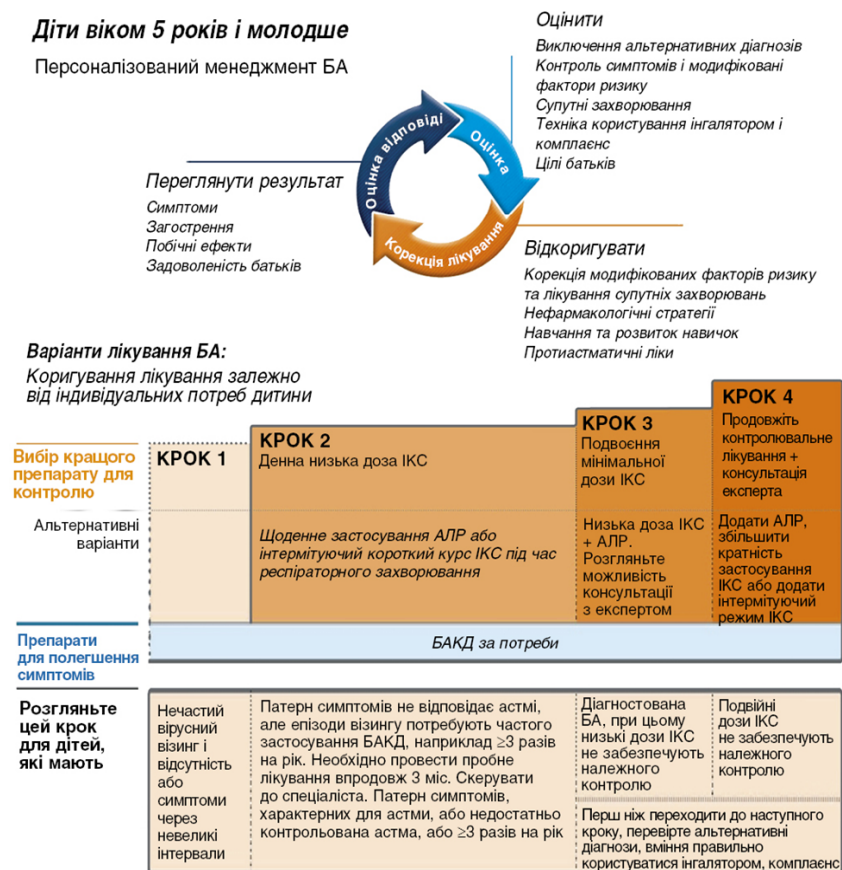 Діти віком 5 років і молодше
Персоналізований менеджмент БА
Оцінити
Виключення альтернативних діагнозів
Контроль симптомів і модифіковані
фактори ризику
Супутні захворювання
Техніка користування інгалятором і
комплаєнс
Цілі батьків
Оцінка відповіді
Оцінка
Корекція лікування
Переглянути результат
Симптоми
Загострення
Побічні ефекти
Задоволеність батьків
Відкоригувати
Корекція модифікованих факторів ризику
та лікування супутніх захворювань
Нефармакологічні стратегії
Навчання та розвиток навичок
Протиастматичні ліки
Варіанти лікування БА:
Коригування лікування залежно
від індивідуальних потреб дитини
Вибір кращого
препарату для
контролю
КРОК 1
КРОК 2
Денна низька доза ІКС
КРОК 3
Подвоєння
мінімальної
дози ІКС
КРОК 4
Продовжіть
контролювальне
лікування +
консультація
експерта
Альтернативні
варіанти
Щоденне застосування АЛР або
інтермітуючий короткий курс ІКС під час
респіраторного захворювання
Низька доза ІКС
+ АЛР.
Розгляньте
можливість
консультації
з експертом
Додати АЛР,
збільшити
кратність
застосування
ІКС або додати
інтермітуючий
режим ІКС
Препарати
для полегшення
симптомів
БАКД за потреби
Розгляньте
цей крок
для дітей,
які мають
Нечастий
вірусний
візинг і
відсутність
або
симптоми
через
невеликі
інтервали
Патерн симптомів не відповідає астмі,
але епізоди візингу потребують частого
застосування БАКД, наприклад ≥3 разів
на рік. Необхідно провести пробне
лікування впродовж 3 міс. Скерувати
до спеціаліста. Патерн симптомів,
характерних для астми, або недостатньо
контрольована астма, або ≥3 разів на рік
Діагностована
БА, при цьому
низькі дози ІКС
не забезпечують
належного
контролю
Подвійні
дози ІКС
не забезпечують
належного
контролю
Перш ніж переходити до наступного
кроку, перевірте альтернативні
діагнози, вміння правильно
користуватися інгалятором, комплаєнс